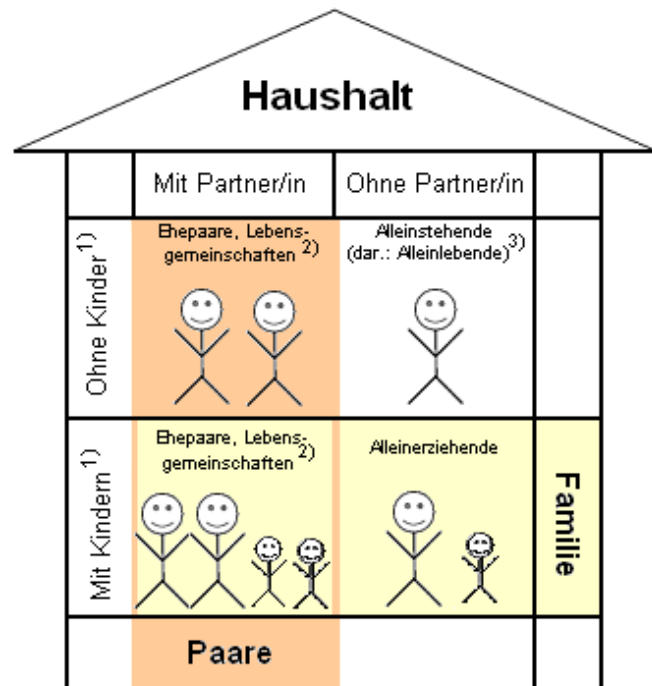 Haushalt
Mit Partner/in
Ohne Partner/in
Ohne Kinder 1)
Ehepaare, Lebens-
gemeinschaften 2)
Alleinstehende
(dar.: Alleinlebende) 3)
Mit Kindern 1)
Ehepaare, Lebens-
gemeinschaften 2)
Alleinerziehende
Familie
Paare